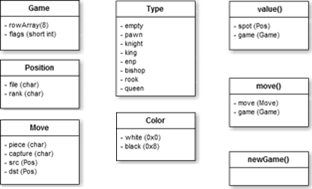 Game
- rowArray(8)
- flags (short int)
Position
- file (char)
- rank (char)
Move
- piece (char)
- capture (char)
- src (Pos)
- dst (Pos)
Type
- empty
- pawn
- knight
- king
- enp
- bishop
- rook
- queen
Color
- white (0x0)
- black (0x8)
value()
- spot (Pos)
- game (Game)
move()
- move (Move)
- game (Game)
newGame()